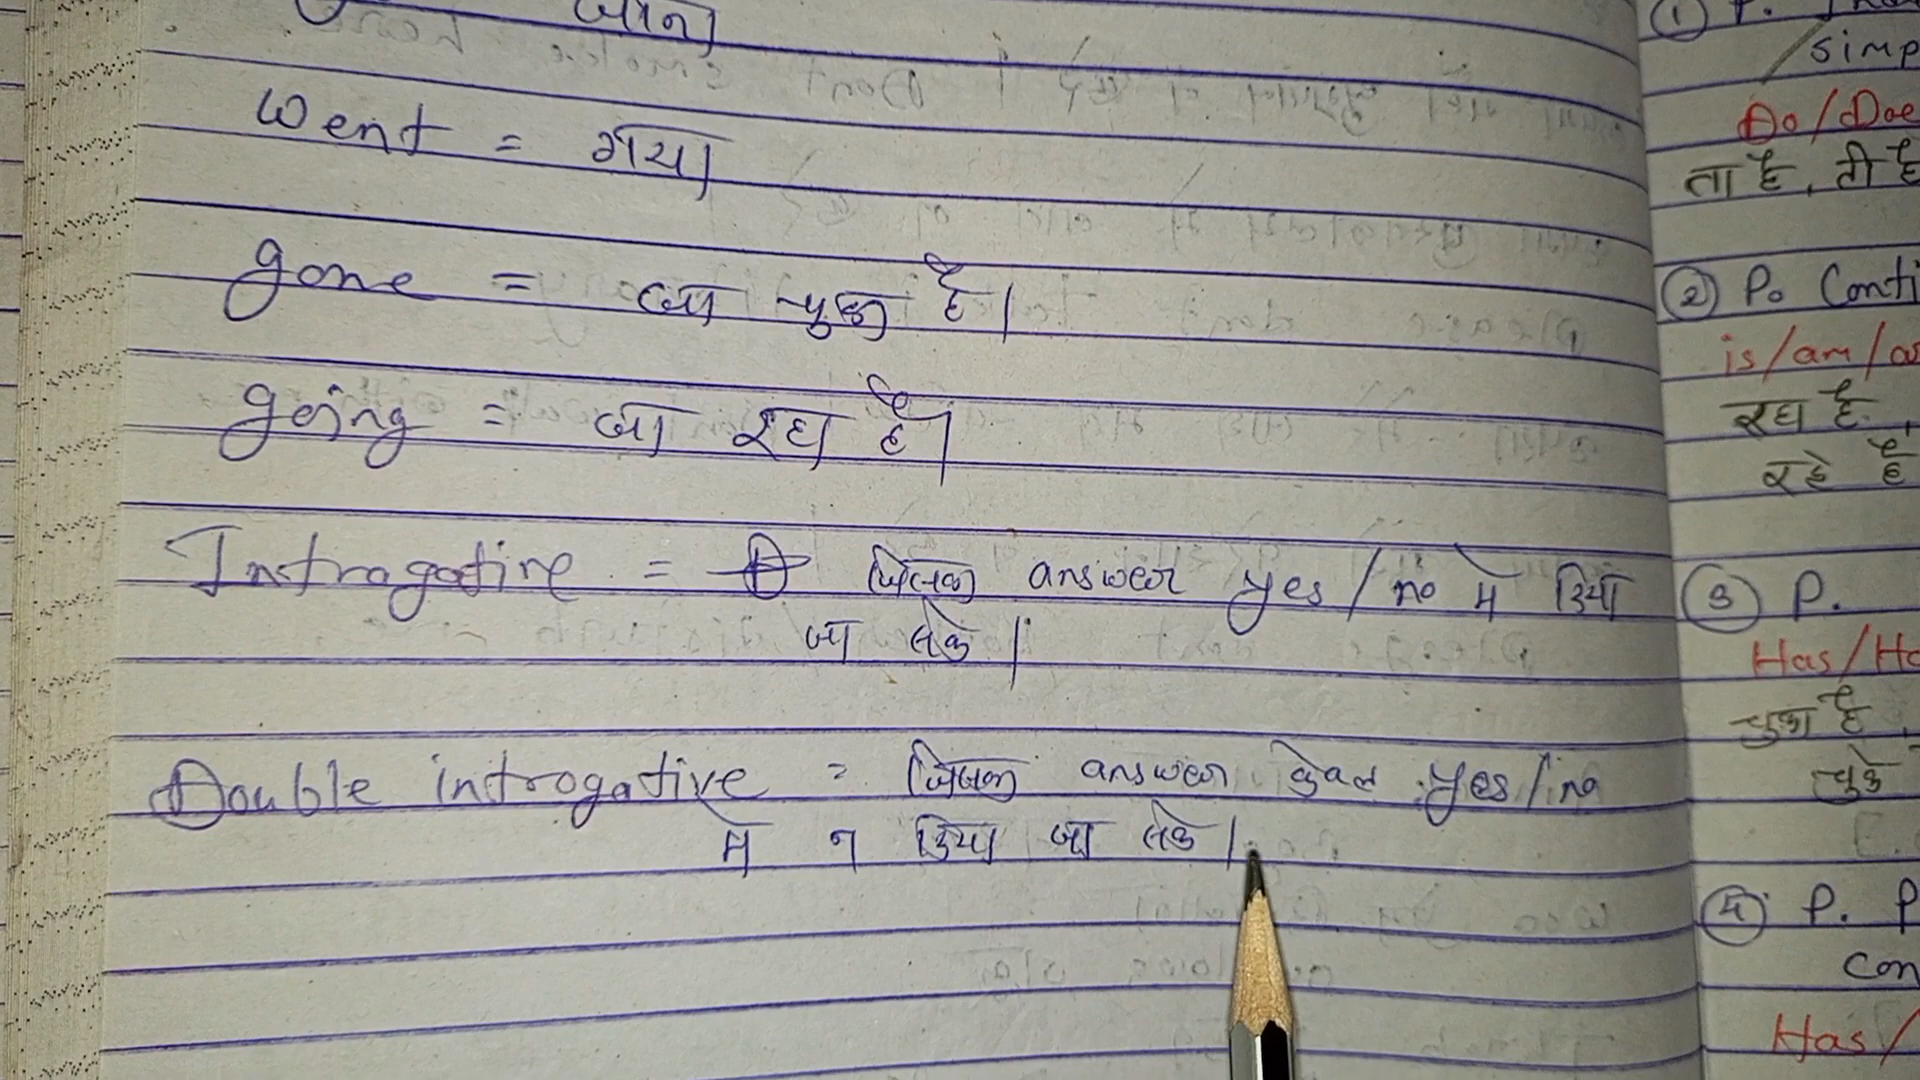 जाना
Went = गया
gone = जा चुका है।
going = जा रहा है।
Intragative = जिसका answer yes/no मे दिया
जा सके।
Double introgative = जिसका answer केवल yes/no
मे न दिया जा सके।
① P.
Simp
Do/Doe
ता है, ती है
② P. Conti
is/am/a
रहा है,
रहे है
③ P.
Has/Ha
चुका है,
चुके
④ P. P
Con
Has/